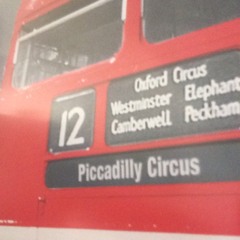 12
Oxford Circus
Westminster Elephant
Camberwell Peckham
Piccadilly Circus